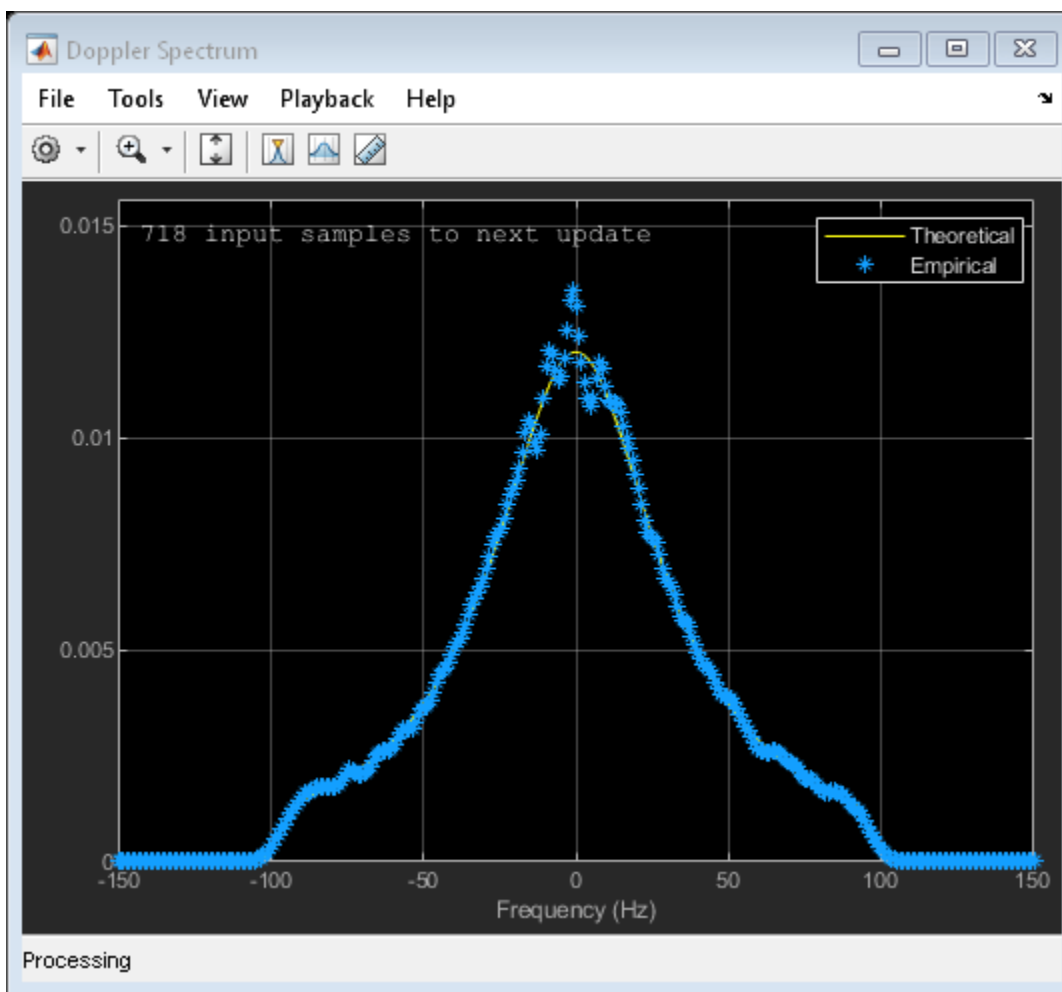 Doppler Spectrum
File Tools View Playback Help
0.015
718 input samples to next update
Theoretical
Empirical
0.01
0.005
0
-150 -100 -50 0 50 100 150
Frequency (Hz)
Processing